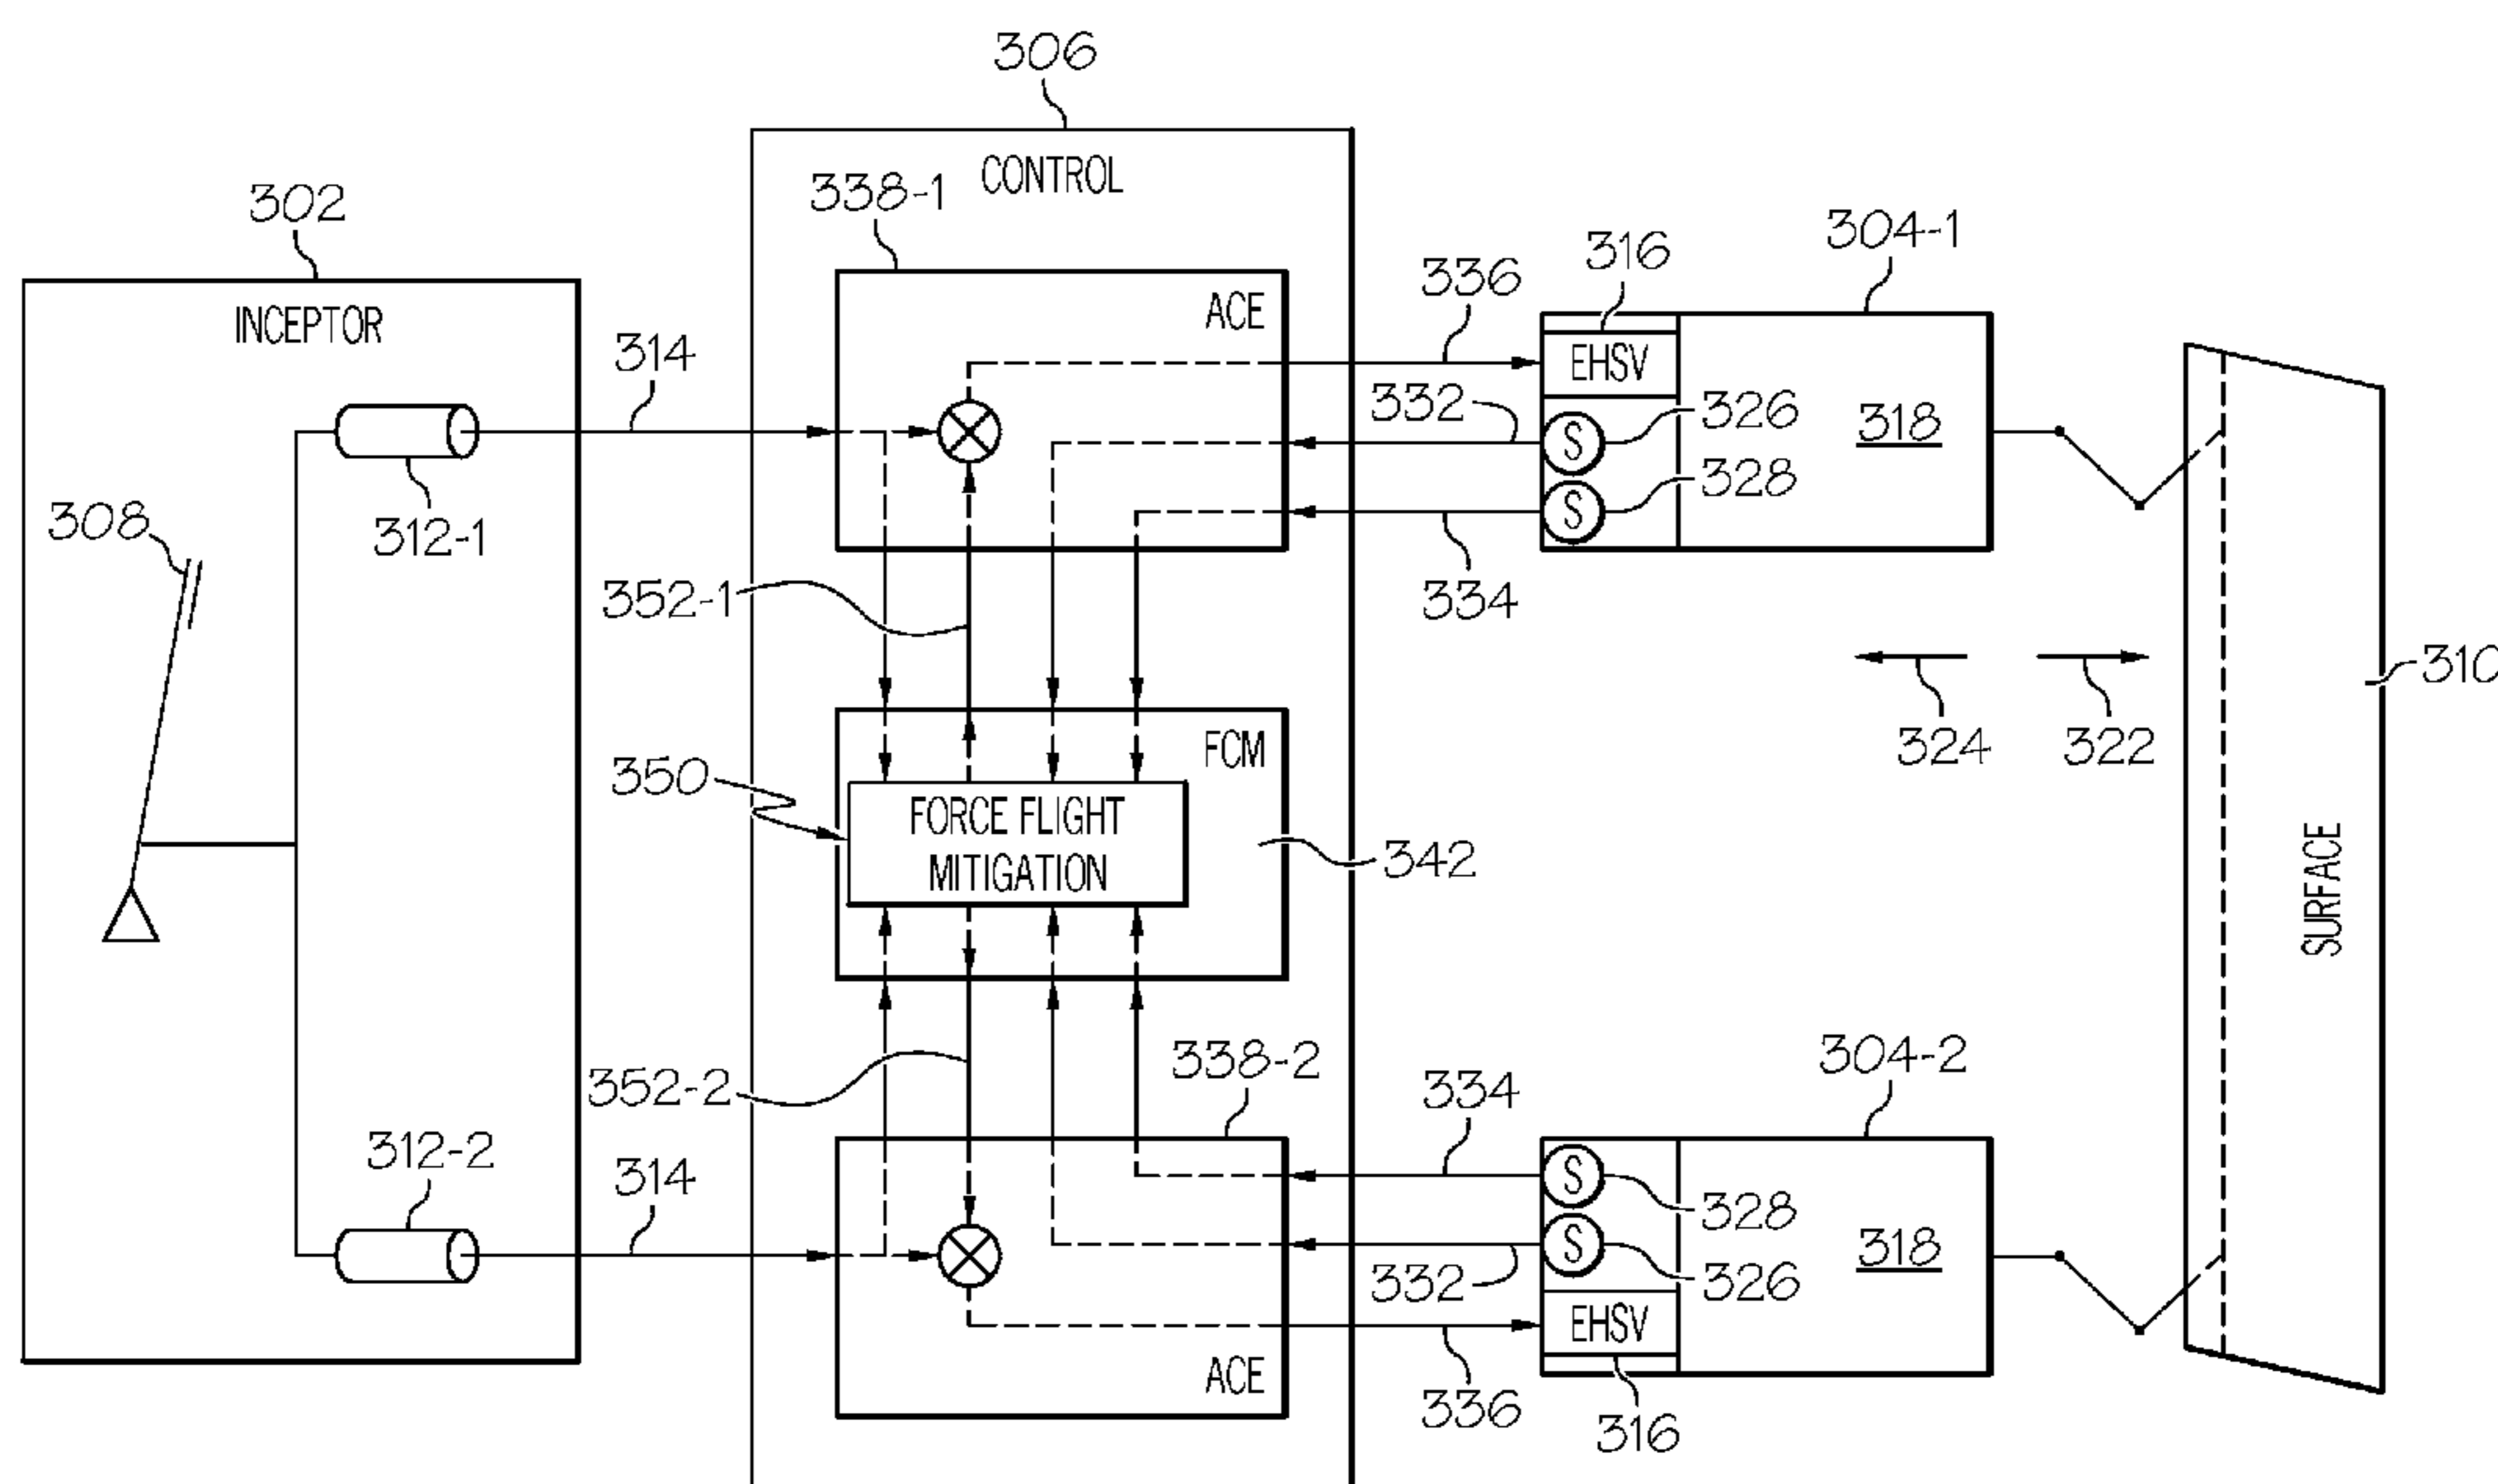 306
CONTROL
302
338-1
304-1
316
INCEPTOR
ACE
336
314
EHSV
332
326
318
S
328
S
312-1
308
352-1
334
310
324
322
FCM
350
FORCE FLIGHT
MITIGATION
342
SURFACE
338-2
304-2
352-2
334
312-2
314
S
328
318
S
326
332
EHSV
ACE
336
316